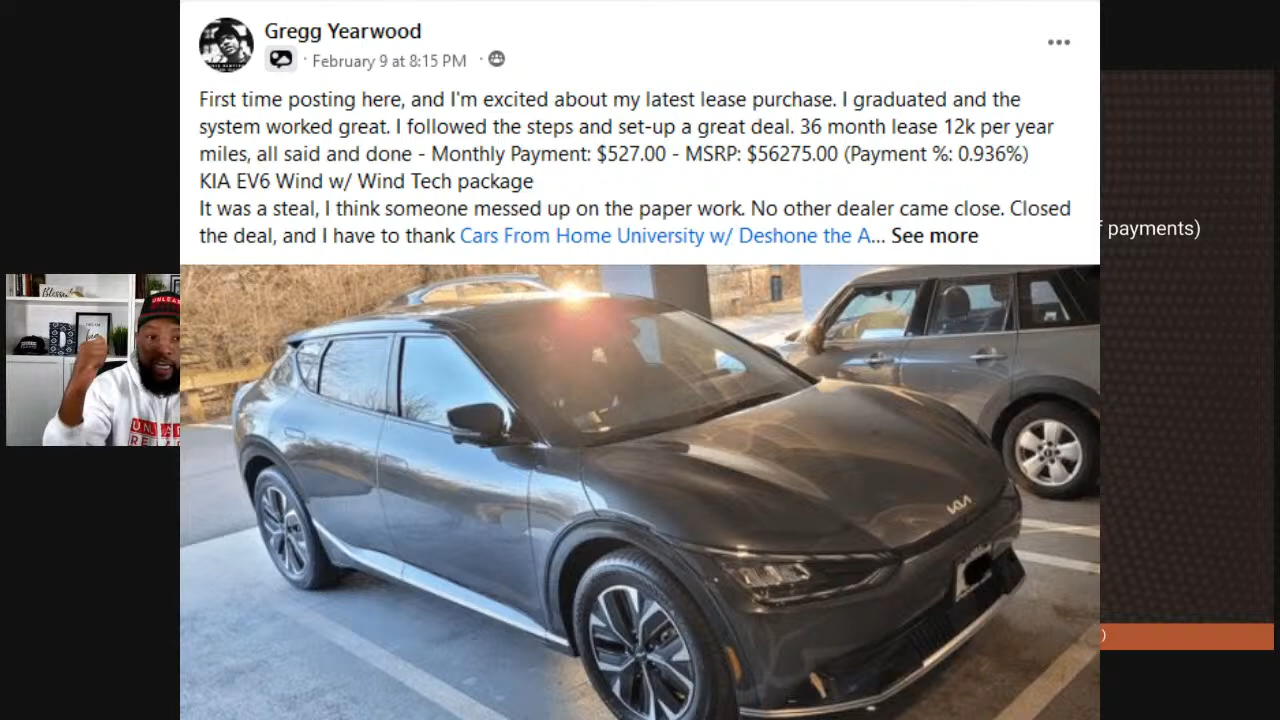 Gregg Yearwood
· February 9 at 8:15 PM ·
First time posting here, and I'm excited about my latest lease purchase. I graduated and the
system worked great. I followed the steps and set-up a great deal. 36 month lease 12k per year
miles, all said and done - Monthly Payment: $527.00 - MSRP: $56275.00 (Payment %: 0.936%)
KIA EV6 Wind w/ Wind Tech package
It was a steal, I think someone messed up on the paper work. No other dealer came close. Closed
the deal, and I have to thank Cars From Home University w/ Deshone the A... See more
payments)
)
Blessed
KIA